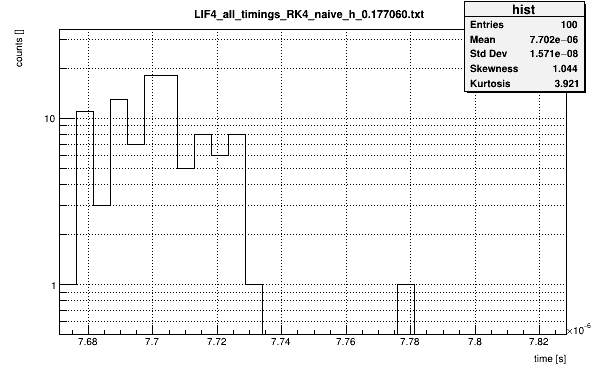 LIF4_all_timings_RK4_naive_h_0.177060.txt
hist
Entries 100
Mean 7.702e−06
Std Dev 1.571e−08
Skewness 1.044
Kurtosis 3.921
counts []
10
1
7.68 7.7 7.72 7.74 7.76 7.78 7.8 7.82
×10−6
time [s]